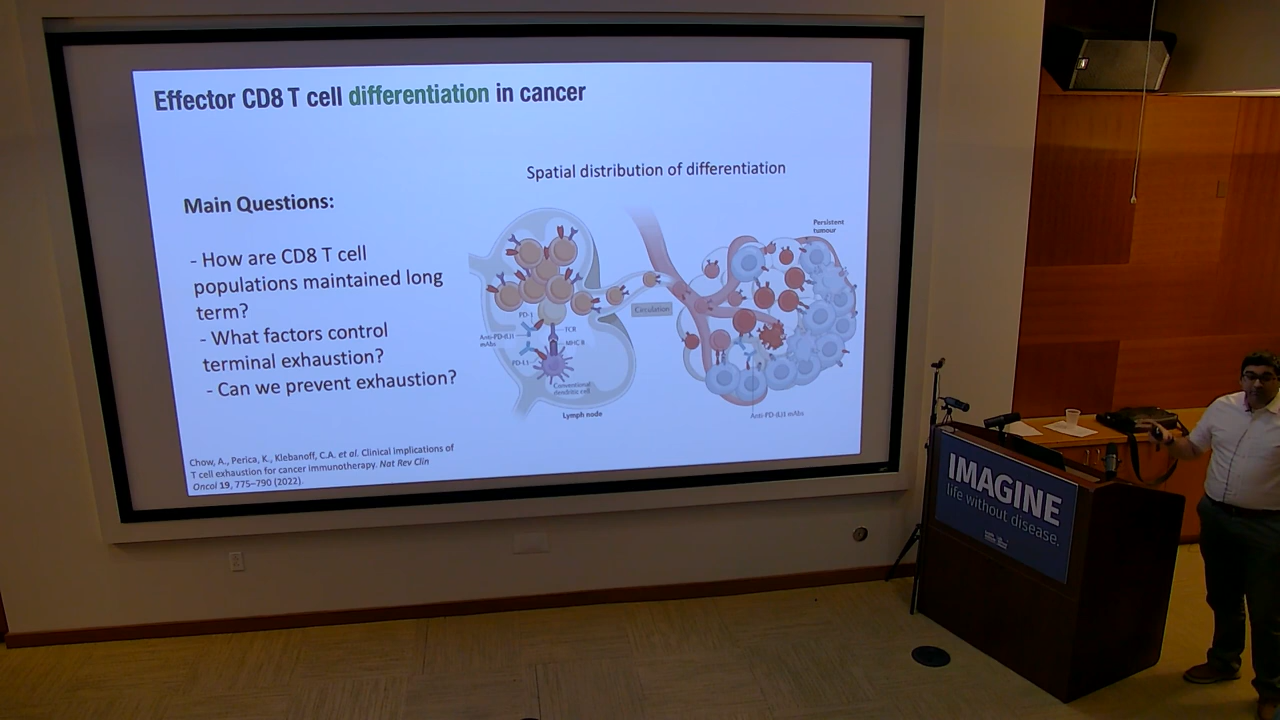 Effector CD8 T cell differentiation in cancer
Spatial distribution of differentiation
Main Questions:
- How are CD8 T cell
populations maintained long
term?
- What factors control
terminal exhaustion?
- Can we prevent exhaustion?
Persistent
tumour
Circulation
PD-1
Anti-PD-(L)1
mAbs
TCR
MHC II
PD-L1
Conventional
dendritic cell
Lymph node
Anti-PD-(L)1 mAbs
Chow, A., Perica, K., Klebanoff, C.A. et al. Clinical implications of
T cell exhaustion for cancer immunotherapy. Nat Rev Clin
Oncol 19, 775–790 (2022).
IMAGINE
life without disease.